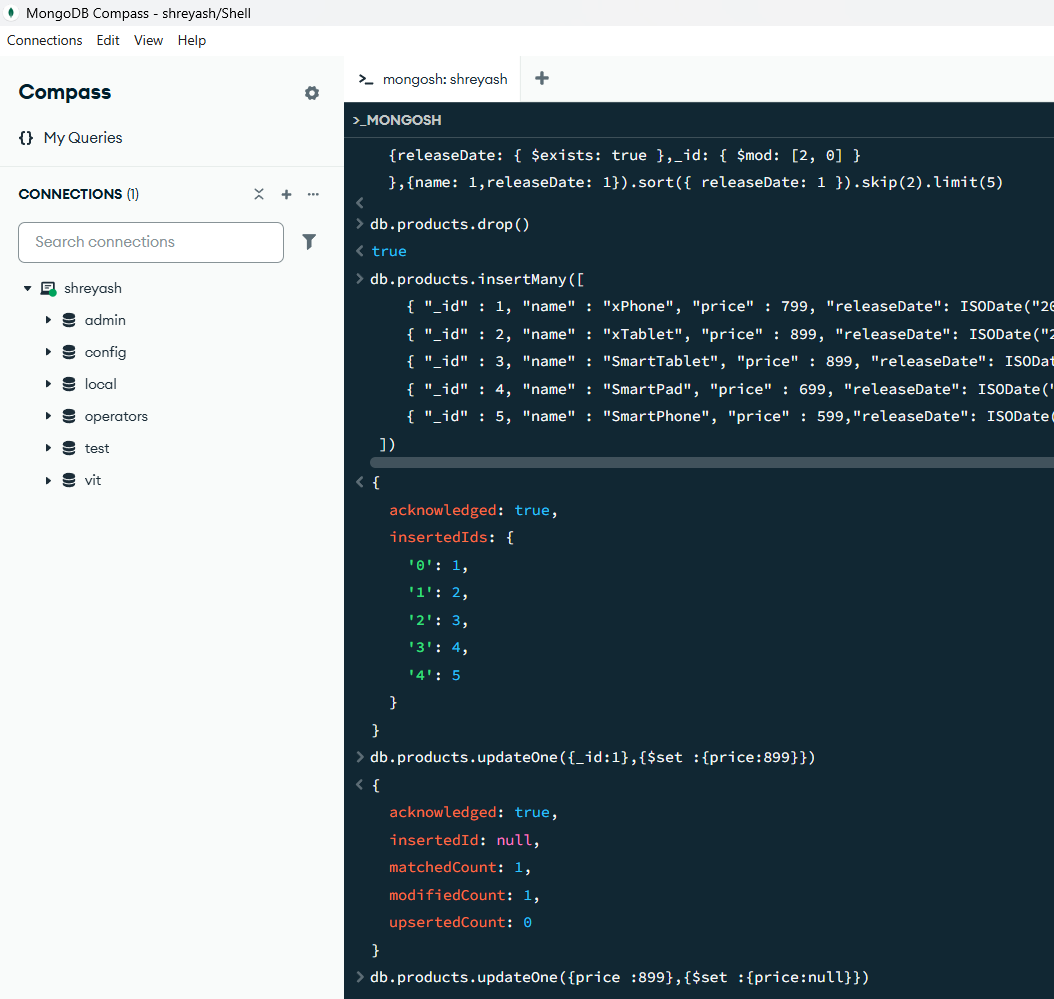 MongoDB Compass - shreyash/Shell
Connections Edit View Help
Compass
{} My Queries
CONNECTIONS (1)
Search connections
shreyash
admin
config
local
operators
test
vit
>_ mongosh: shreyash +
>_MONGOSH
{releaseDate: { $exists: true },_id: { $mod: [2, 0] }
},{name: 1,releaseDate: 1}).sort({ releaseDate: 1 }).skip(2).limit(5)
<
> db.products.drop()
< true
> db.products.insertMany([
{ "_id" : 1, "name" : "xPhone", "price" : 799, "releaseDate": ISODate("20
{ "_id" : 2, "name" : "xTablet", "price" : 899, "releaseDate": ISODate("2
{ "_id" : 3, "name" : "SmartTablet", "price" : 899, "releaseDate": ISODat
{ "_id" : 4, "name" : "SmartPad", "price" : 699, "releaseDate": ISODate("
{ "_id" : 5, "name" : "SmartPhone", "price" : 599,"releaseDate": ISODate(
])
< {
acknowledged: true,
insertedIds: {
'0': 1,
'1': 2,
'2': 3,
'3': 4,
'4': 5
}
}
> db.products.updateOne({_id:1},{$set :{price:899}})
< {
acknowledged: true,
insertedId: null,
matchedCount: 1,
modifiedCount: 1,
upsertedCount: 0
}
> db.products.updateOne({price :899},{$set :{price:null}})